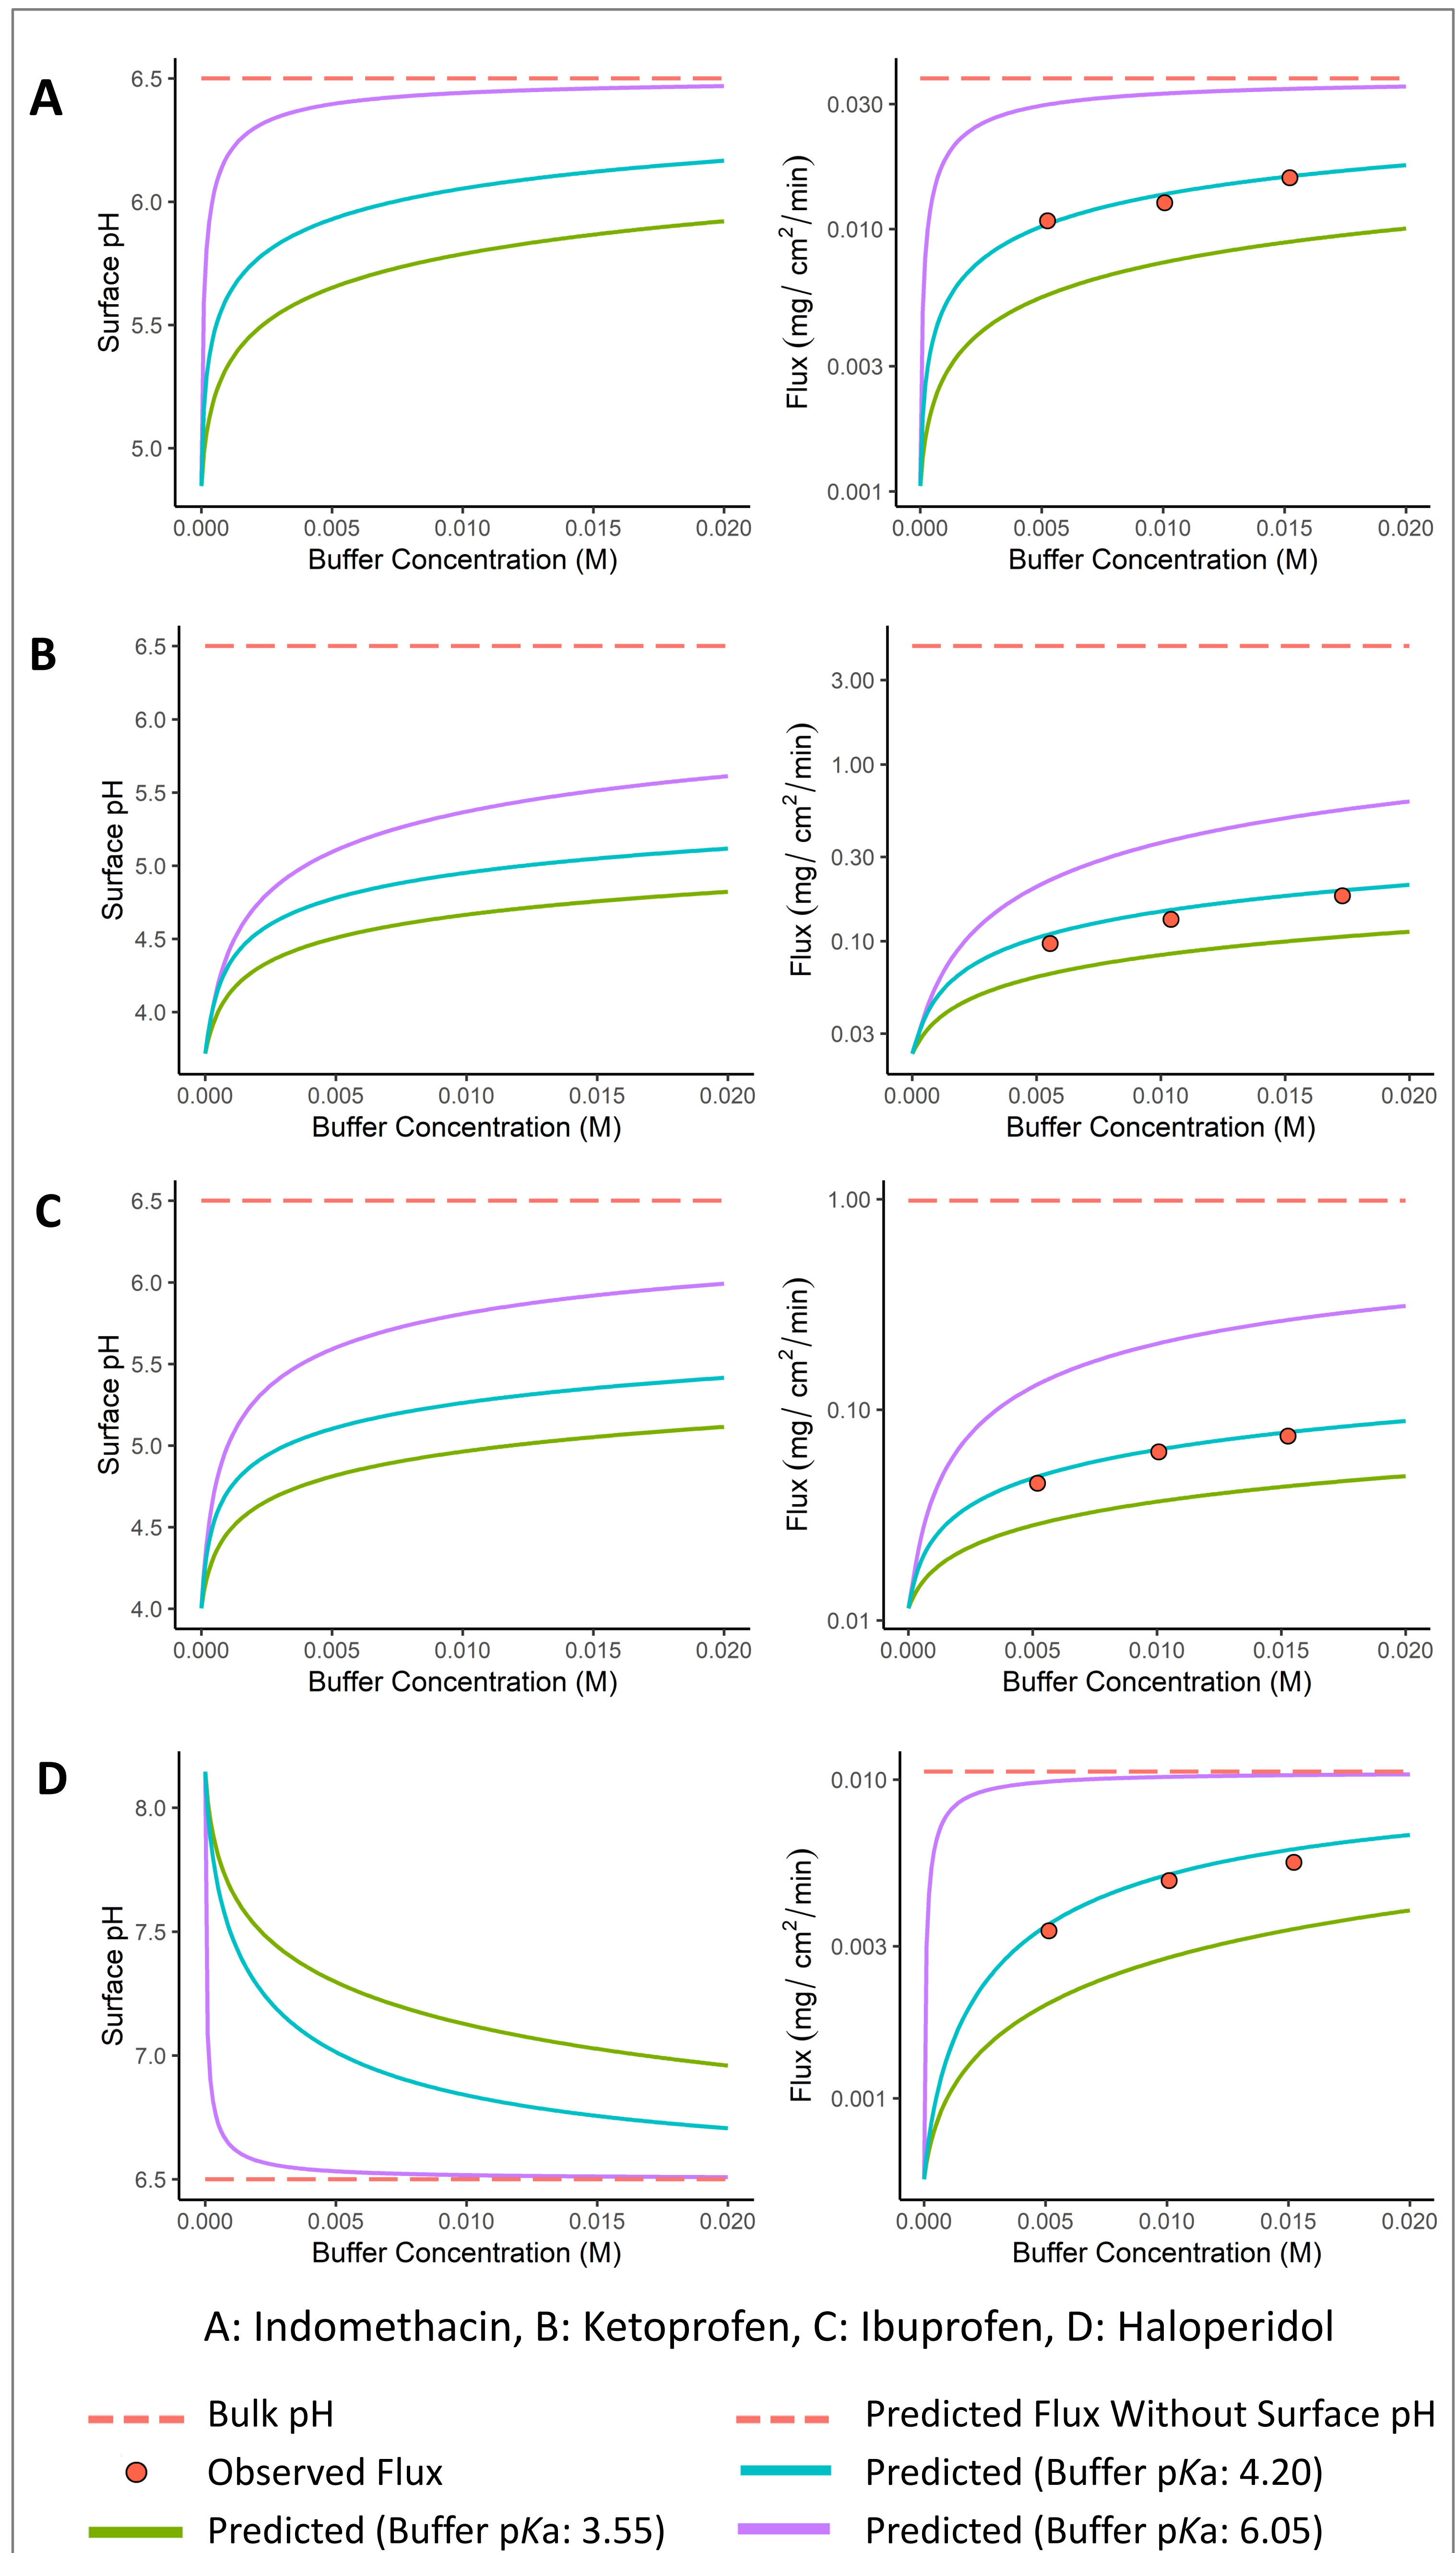 A
6.5
6.0
5.5
5.0
Surface pH
0.000 0.005 0.010 0.015 0.020
Buffer Concentration (M)
0.030
0.010
0.003
0.001
Flux (mg/ cm2/min)
0.000 0.005 0.010 0.015 0.020
Buffer Concentration (M)
B
6.5
6.0
5.5
5.0
4.5
4.0
Surface pH
0.000 0.005 0.010 0.015 0.020
Buffer Concentration (M)
3.00
1.00
0.30
0.10
0.03
Flux (mg/ cm2/min)
0.000 0.005 0.010 0.015 0.020
Buffer Concentration (M)
C
6.5
6.0
5.5
5.0
4.5
4.0
Surface pH
0.000 0.005 0.010 0.015 0.020
Buffer Concentration (M)
1.00
0.10
0.01
Flux (mg/ cm2/min)
0.000 0.005 0.010 0.015 0.020
Buffer Concentration (M)
D
8.0
7.5
7.0
6.5
Surface pH
0.000 0.005 0.010 0.015 0.020
Buffer Concentration (M)
0.010
0.003
0.001
Flux (mg/ cm2/min)
0.000 0.005 0.010 0.015 0.020
Buffer Concentration (M)
A: Indomethacin, B: Ketoprofen, C: Ibuprofen, D: Haloperidol
Bulk pH
Predicted Flux Without Surface pH
Observed Flux
Predicted (Buffer pKa: 4.20)
Predicted (Buffer pKa: 3.55)
Predicted (Buffer pKa: 6.05)